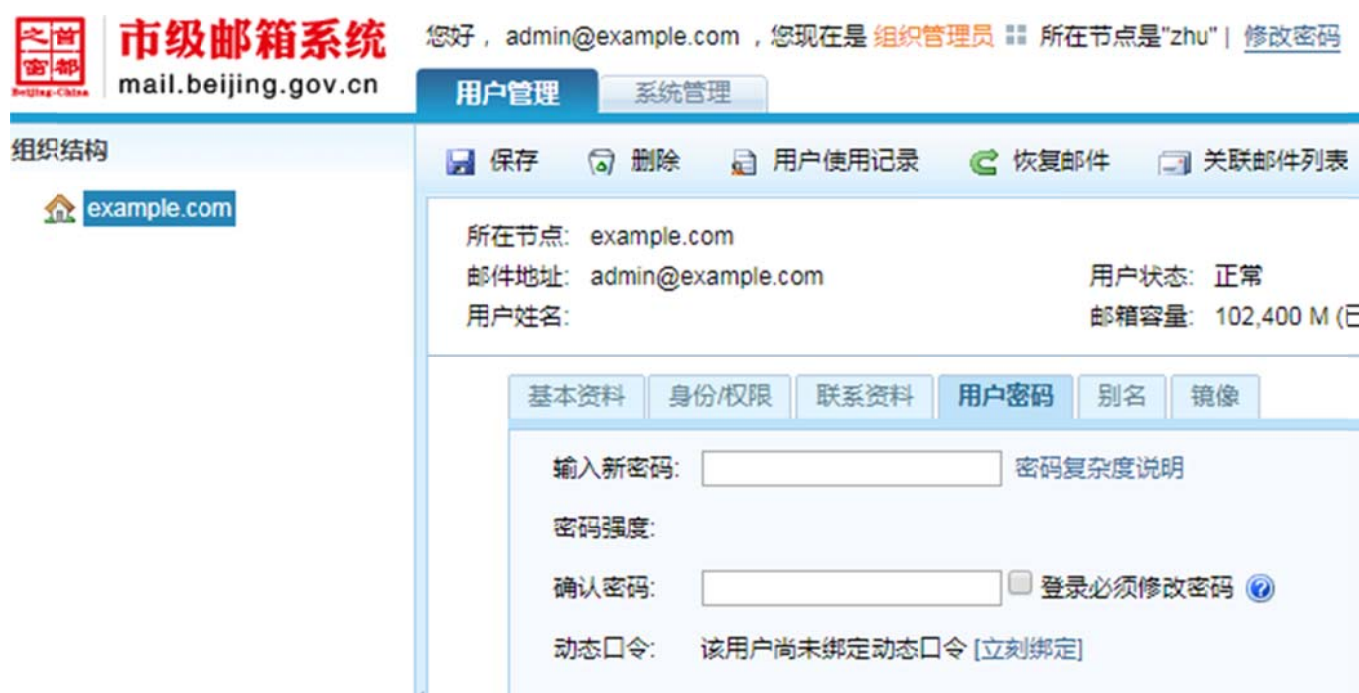 首都之窗
Beijing-China
市级邮箱系统
mail.beijing.gov.cn
您好，admin@example.com，您现在是 组织管理员 所在节点是"zhu" | 修改密码
用户管理 系统管理
组织结构
example.com
保存 删除 用户使用记录 恢复邮件 关联邮件列表
所在节点: example.com
邮件地址: admin@example.com 用户状态: 正常
用户姓名: 邮箱容量: 102,400 M (已
基本资料 身份/权限 联系资料 用户密码 别名 镜像
输入新密码: 密码复杂度说明
密码强度:
确认密码: 登录必须修改密码
动态口令: 该用户尚未绑定动态口令 [立刻绑定]